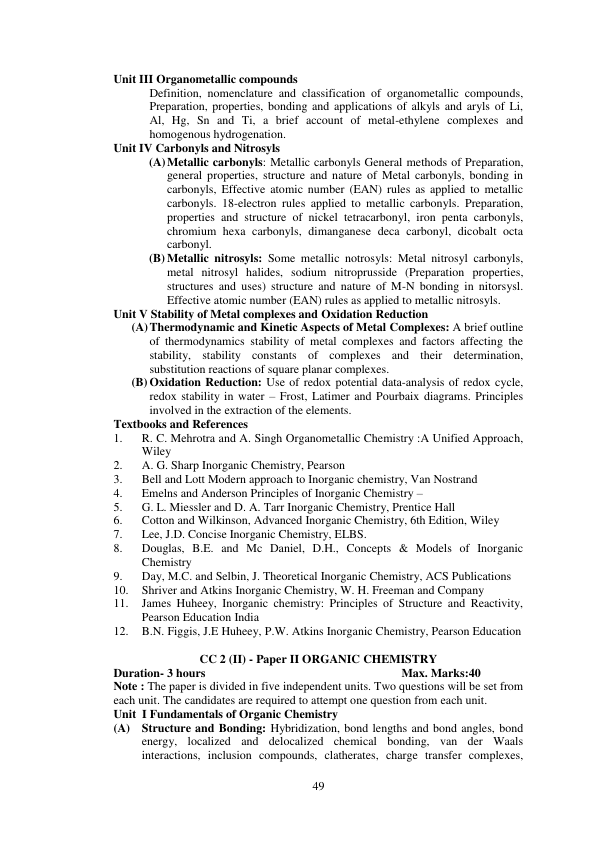 Unit III Organometallic compounds
Definition, nomenclature and classification of organometallic compounds,
Preparation, properties, bonding and applications of alkyls and aryls of Li,
Al, Hg, Sn and Ti, a brief account of metal-ethylene complexes and
homogenous hydrogenation.
Unit IV Carbonyls and Nitrosyls
(A) Metallic carbonyls: Metallic carbonyls General methods of Preparation,
general properties, structure and nature of Metal carbonyls, bonding in
carbonyls, Effective atomic number (EAN) rules as applied to metallic
carbonyls. 18-electron rules applied to metallic carbonyls. Preparation,
properties and structure of nickel tetracarbonyl, iron penta carbonyls,
chromium hexa carbonyls, dimanganese deca carbonyl, dicobalt octa
carbonyl.
(B) Metallic nitrosyls: Some metallic notrosyls: Metal nitrosyl carbonyls,
metal nitrosyl halides, sodium nitroprusside (Preparation properties,
structures and uses) structure and nature of M-N bonding in nitorsysl.
Effective atomic number (EAN) rules as applied to metallic nitrosyls.
Unit V Stability of Metal complexes and Oxidation Reduction
(A) Thermodynamic and Kinetic Aspects of Metal Complexes: A brief outline
of thermodynamics stability of metal complexes and factors affecting the
stability, stability constants of complexes and their determination,
substitution reactions of square planar complexes.
(B) Oxidation Reduction: Use of redox potential data-analysis of redox cycle,
redox stability in water – Frost, Latimer and Pourbaix diagrams. Principles
involved in the extraction of the elements.
Textbooks and References
1. R. C. Mehrotra and A. Singh Organometallic Chemistry :A Unified Approach,
Wiley
2. A. G. Sharp Inorganic Chemistry, Pearson
3. Bell and Lott Modern approach to Inorganic chemistry, Van Nostrand
4. Emelns and Anderson Principles of Inorganic Chemistry –
5. G. L. Miessler and D. A. Tarr Inorganic Chemistry, Prentice Hall
6. Cotton and Wilkinson, Advanced Inorganic Chemistry, 6th Edition, Wiley
7. Lee, J.D. Concise Inorganic Chemistry, ELBS.
8. Douglas, B.E. and Mc Daniel, D.H., Concepts & Models of Inorganic
Chemistry
9. Day, M.C. and Selbin, J. Theoretical Inorganic Chemistry, ACS Publications
10. Shriver and Atkins Inorganic Chemistry, W. H. Freeman and Company
11. James Huheey, Inorganic chemistry: Principles of Structure and Reactivity,
Pearson Education India
12. B.N. Figgis, J.E Huheey, P.W. Atkins Inorganic Chemistry, Pearson Education
CC 2 (II) - Paper II ORGANIC CHEMISTRY
Duration- 3 hours Max. Marks:40
Note : The paper is divided in five independent units. Two questions will be set from
each unit. The candidates are required to attempt one question from each unit.
Unit I Fundamentals of Organic Chemistry
(A) Structure and Bonding: Hybridization, bond lengths and bond angles, bond
energy, localized and delocalized chemical bonding, van der Waals
interactions, inclusion compounds, clatherates, charge transfer complexes,
49